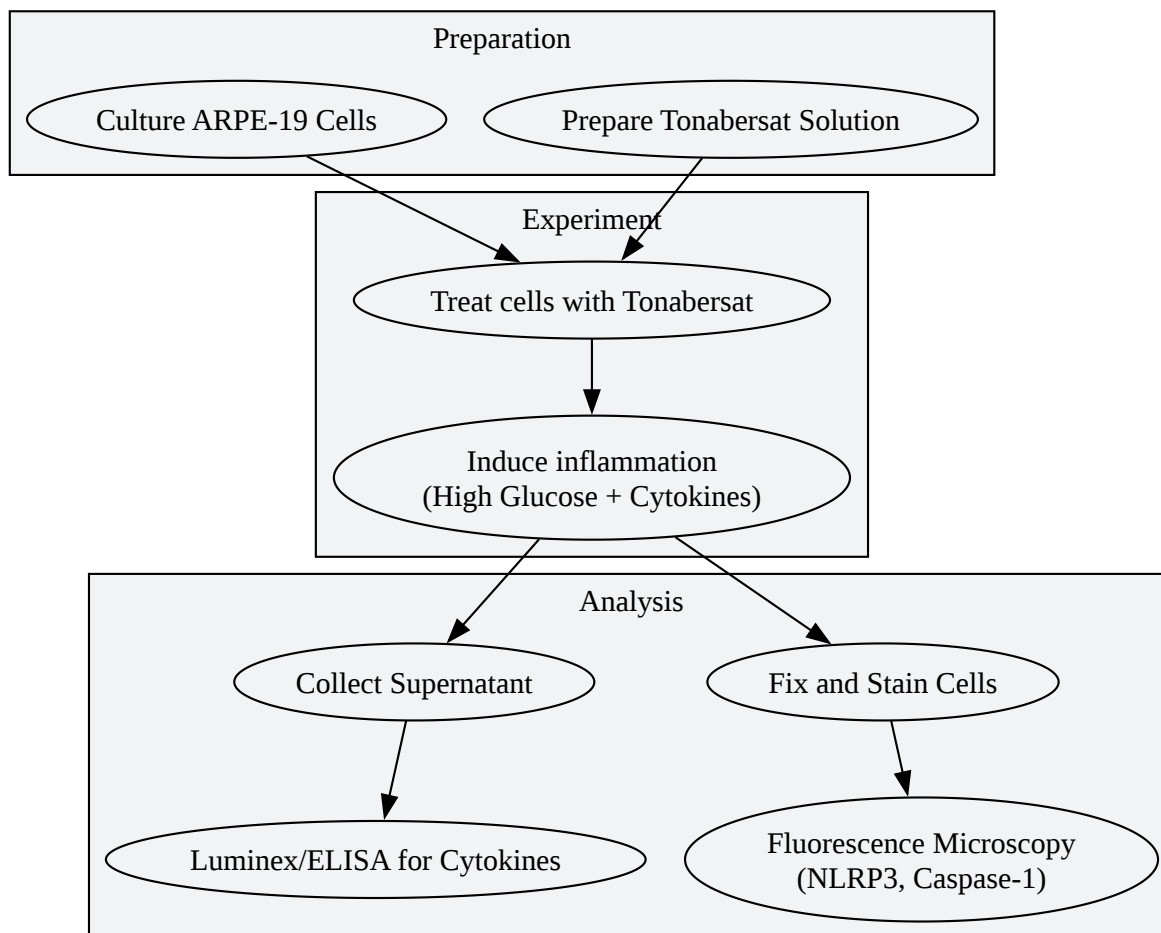 Preparation
Culture ARPE-19 Cells
Prepare Tonabersat Solution
Experiment
Treat cells with Tonabersat
Induce inflammation
(High Glucose + Cytokines)
Analysis
Collect Supernatant
Fix and Stain Cells
Luminex/ELISA for Cytokines
Fluorescence Microscopy
(NLRP3, Caspase-1)